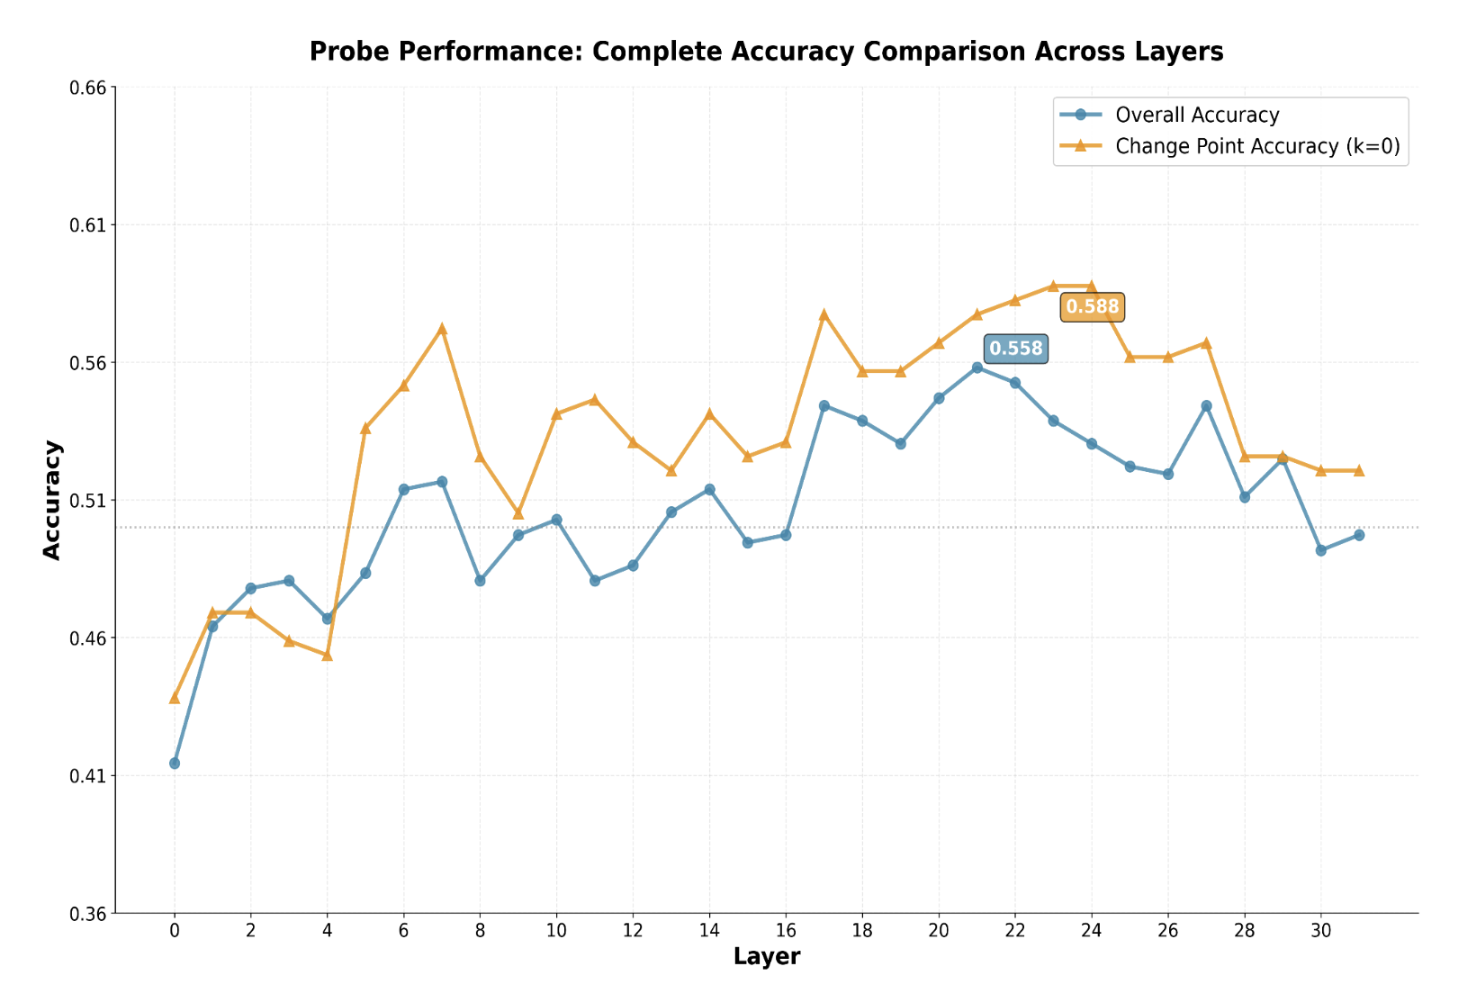 Probe Performance: Complete Accuracy Comparison Across Layers
0.66
0.61
0.56
0.51
0.46
0.41
0.36
Accuracy
Overall Accuracy
Change Point Accuracy (k=0)
0.588
0.558
0 2 4 6 8 10 12 14 16 18 20 22 24 26 28 30
Layer